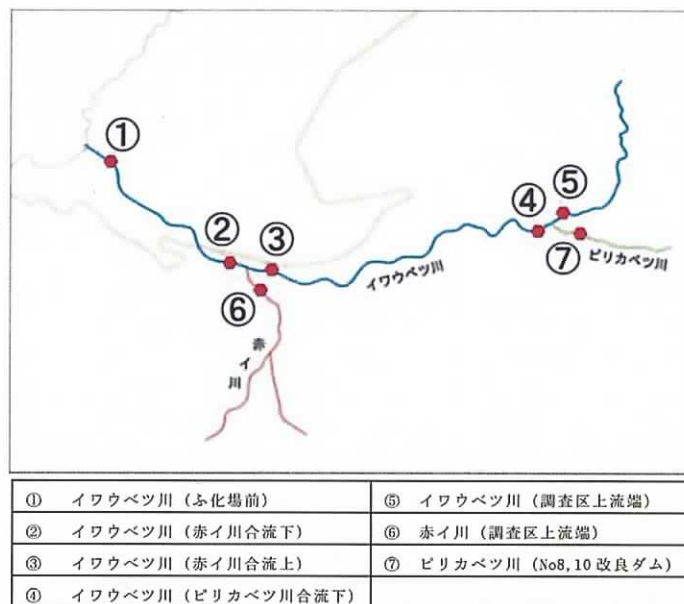 ①
②
③
④
⑤
⑥
⑦
イワウベツ川
ピリカベツ川
赤イ川
① イワウベツ川（ふ化場前）
⑤ イワウベツ川（調査区上流端）
② イワウベツ川（赤イ川合流下）
⑥ 赤イ川（調査区上流端）
③ イワウベツ川（赤イ川合流上）
⑦ ピリカベツ川（No8,10改良ダム）
④ イワウベツ川（ピリカベツ川合流下）